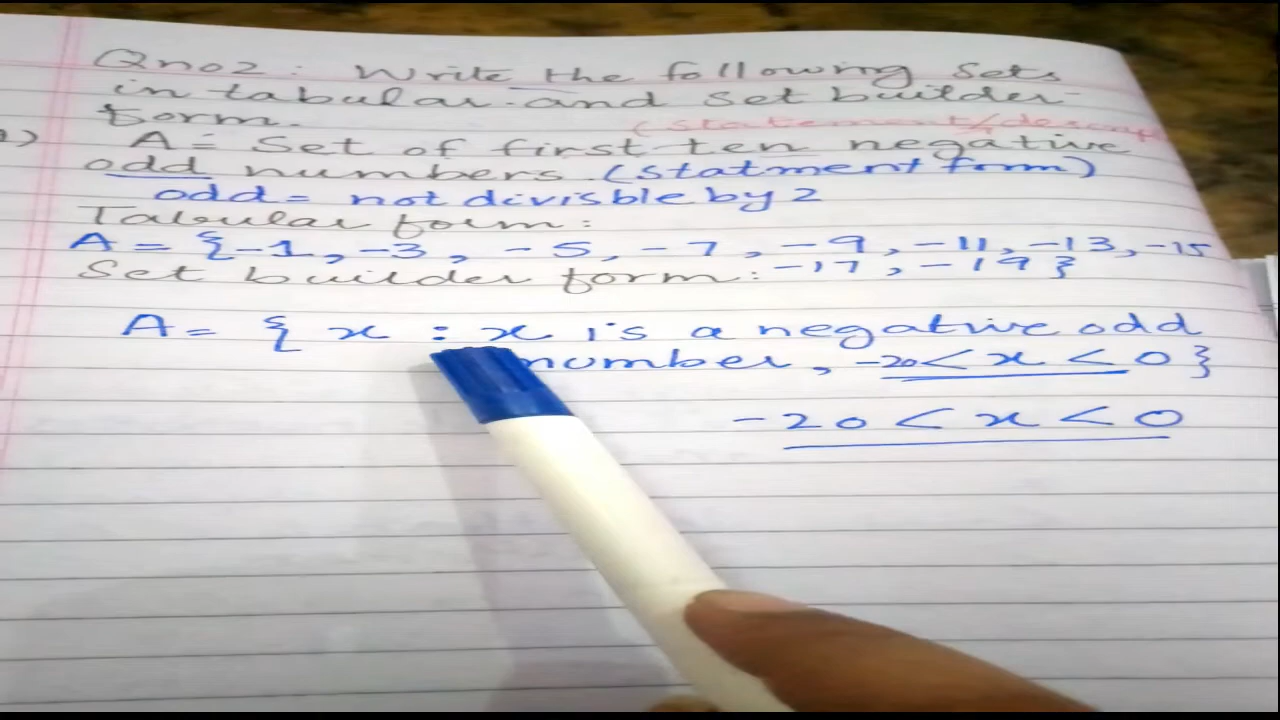 Qno2: Write the following Sets
in tabular and set builder
form.
(statement/descrip
A = Set of first ten negative
odd numbers (statment form)
odd = not divisble by 2
Tabular form:
A = {-1, -3, -5, -7, -9, -11, -13, -15
-17, -19}
Set builder form:
A = { x : x is a negative odd
number, -20 < x < 0 }
-20 < x < 0